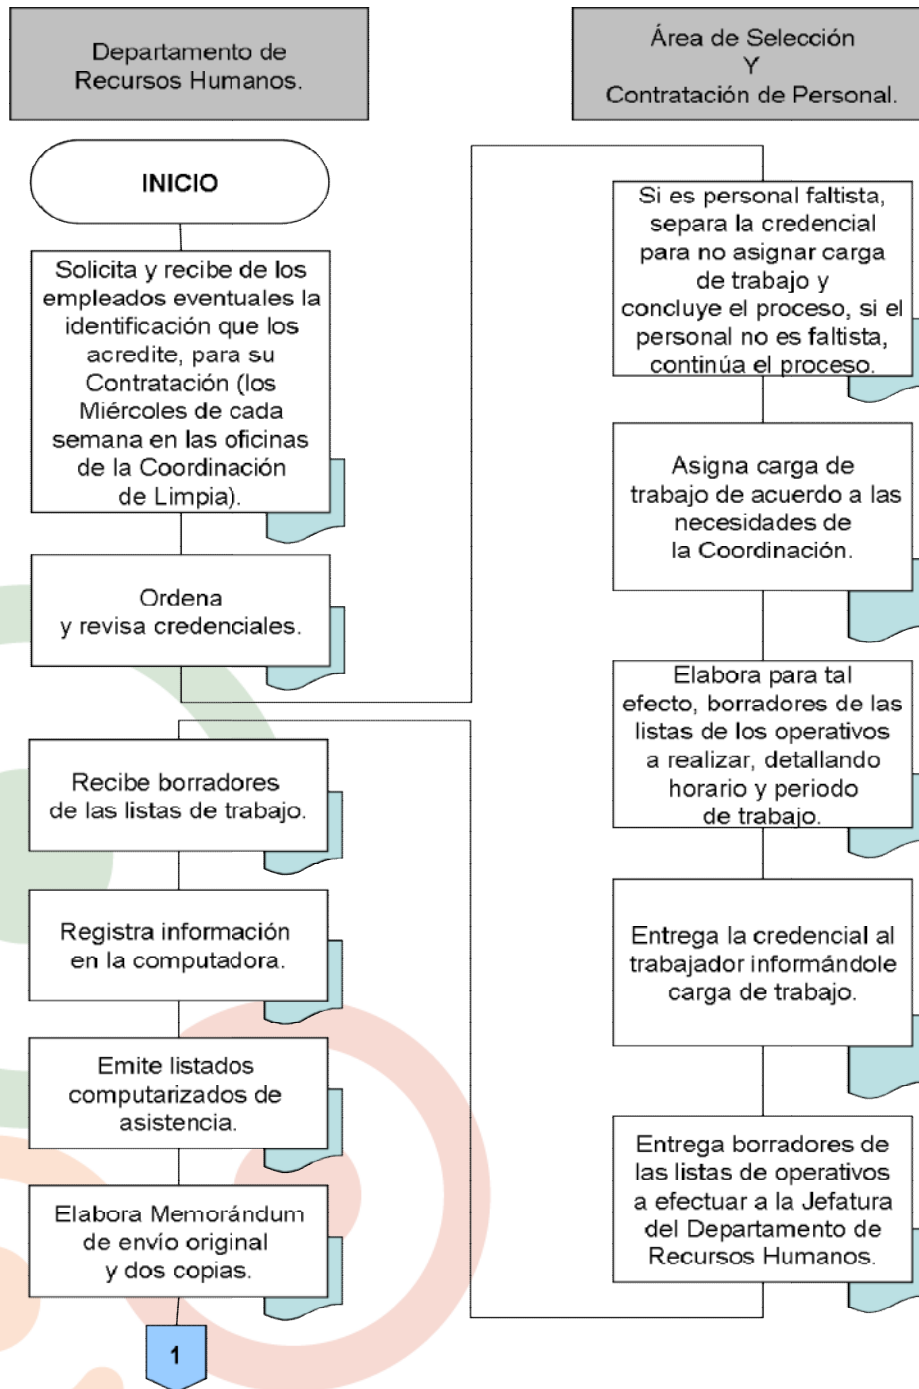 Departamento de
Recursos Humanos.
Área de Selección
Y
Contratación de Personal.
INICIO
Solicita y recibe de los
empleados eventuales la
identificación que los
acredite, para su
Contratación (los
Miércoles de cada
semana en las oficinas
de la Coordinación
de Limpia).
Ordena
y revisa credenciales.
Si es personal faltista,
separa la credencial
para no asignar carga
de trabajo y
concluye el proceso, si el
personal no es faltista,
continúa el proceso.
Asigna carga de
trabajo de acuerdo a las
necesidades de
la Coordinación.
Elabora para tal
efecto, borradores de las
listas de los operativos
a realizar, detallando
horario y periodo
de trabajo.
Entrega la credencial al
trabajador informándole
carga de trabajo.
Entrega borradores de
las listas de operativos
a efectuar a la Jefatura
del Departamento de
Recursos Humanos.
Recibe borradores
de las listas de trabajo.
Registra información
en la computadora.
Emite listados
computarizados de
asistencia.
Elabora Memorándum
de envío original
y dos copias.
1